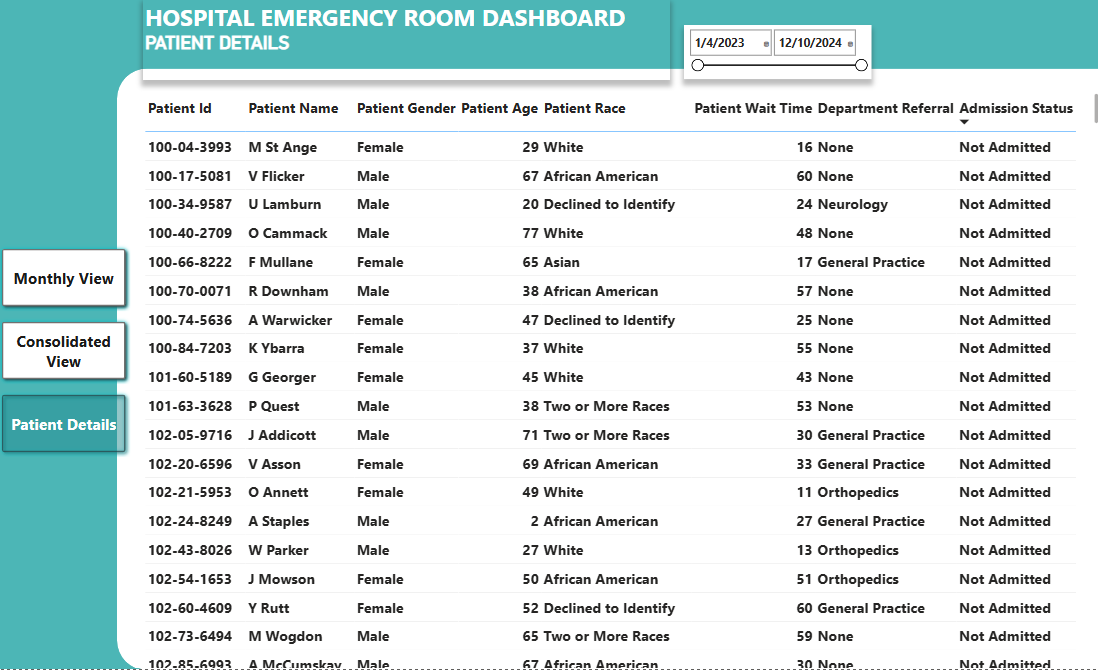 HOSPITAL EMERGENCY ROOM DASHBOARD
PATIENT DETAILS
1/4/2023 12/10/2024
Patient Id Patient Name Patient Gender Patient Age Patient Race Patient Wait Time Department Referral Admission Status
100-04-3993 M St Ange Female 29 White 16 None Not Admitted
100-17-5081 V Flicker Male 67 African American 60 None Not Admitted
100-34-9587 U Lamburn Male 20 Declined to Identify 24 Neurology Not Admitted
100-40-2709 O Cammack Male 77 White 48 None Not Admitted
100-66-8222 F Mullane Female 65 Asian 17 General Practice Not Admitted
100-70-0071 R Downham Male 38 African American 57 None Not Admitted
100-74-5636 A Warwicker Female 47 Declined to Identify 25 None Not Admitted
100-84-7203 K Ybarra Female 37 White 55 None Not Admitted
101-60-5189 G Georger Female 45 White 43 None Not Admitted
101-63-3628 P Quest Male 38 Two or More Races 53 None Not Admitted
102-05-9716 J Addicott Male 71 Two or More Races 30 General Practice Not Admitted
102-20-6596 V Asson Female 69 African American 33 General Practice Not Admitted
102-21-5953 O Annett Female 49 White 11 Orthopedics Not Admitted
102-24-8249 A Staples Male 2 African American 27 General Practice Not Admitted
102-43-8026 W Parker Male 27 White 13 Orthopedics Not Admitted
102-54-1653 J Mowson Female 50 African American 51 Orthopedics Not Admitted
102-60-4609 Y Rutt Female 52 Declined to Identify 60 General Practice Not Admitted
102-73-6494 M Wogdon Male 65 Two or More Races 59 None Not Admitted
102-85-6993 A McCumskay Male 67 African American 30 None Not Admitted
Monthly View
Consolidated
View
Patient Details